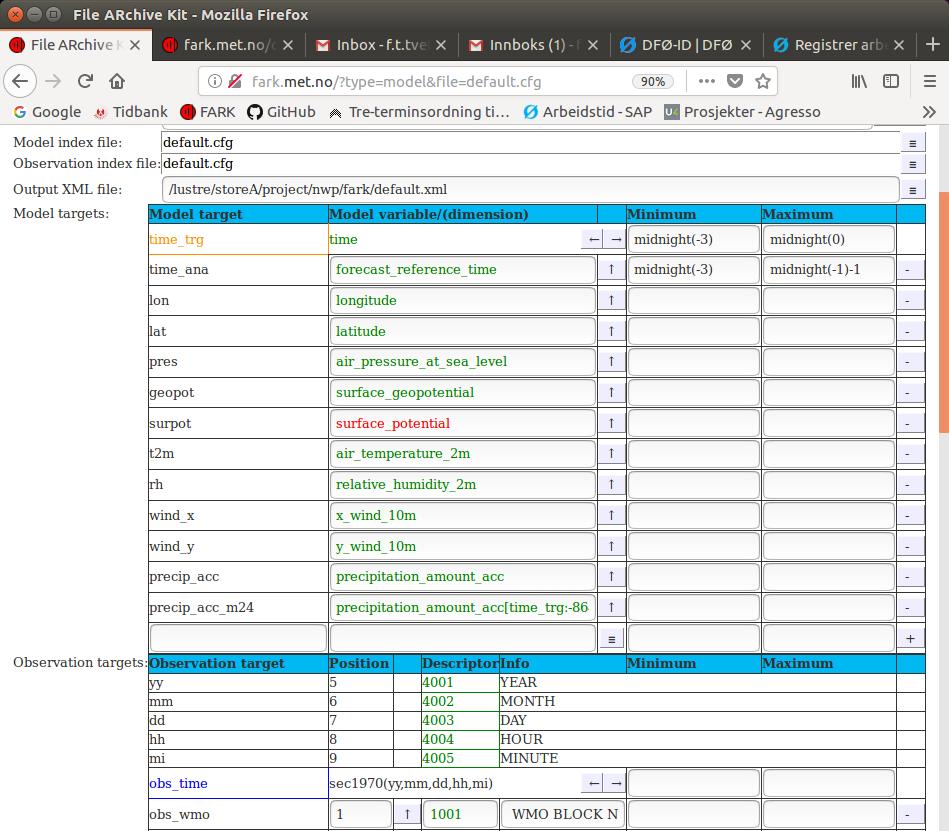 File ARchive Kit - Mozilla Firefox
File ARchive K
fark.met.no/
Inbox - f.t.tve
Innboks (1) - f
DFØ-ID | DFØ
Registrer arb
fark.met.no/?type=model&file=default.cfg
90%
Google
Tidbank
FARK
GitHub
Tre-terminsordning ti...
Arbeidstid - SAP
U4
Prosjekter - Agresso
Model index file: default.cfg
Observation index file: default.cfg
Output XML file: /lustre/storeA/project/nwp/fark/default.xml
Model targets:
Model target Model variable/(dimension) Minimum Maximum
time_trg time ← → midnight(-3) midnight(0)
time_ana forecast_reference_time ↑ midnight(-3) midnight(-1)-1 -
lon longitude ↑ -
lat latitude ↑ -
pres air_pressure_at_sea_level ↑ -
geopot surface_geopotential ↑ -
surpot surface_potential ↑ -
t2m air_temperature_2m ↑ -
rh relative_humidity_2m ↑ -
wind_x x_wind_10m ↑ -
wind_y y_wind_10m ↑ -
precip_acc precipitation_amount_acc ↑ -
precip_acc_m24 precipitation_amount_acc[time_trg:-86 ↑ -
≡ +
Observation targets:
Observation target Position Descriptor Info Minimum Maximum
yy 5 4001 YEAR
mm 6 4002 MONTH
dd 7 4003 DAY
hh 8 4004 HOUR
mi 9 4005 MINUTE
obs_time sec1970(yy,mm,dd,hh,mi) ← →
obs_wmo 1 ↑ 1001 WMO BLOCK N -